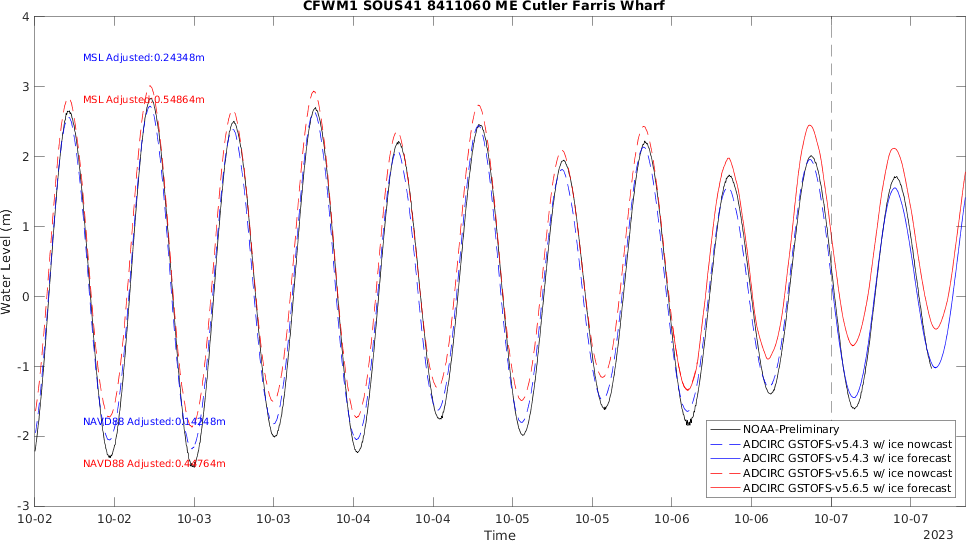 CFWM1 SOUS41 8411060 ME Cutler Farris Wharf
4
3
2
1
0
-1
-2
-3
Water Level (m)
MSL Adjusted:0.24348m
MSL Adjusted:0.54864m
NAVD88 Adjusted:0.14248m
NAVD88 Adjusted:0.44764m
NOAA-Preliminary
ADCIRC GSTOFS-v5.4.3 w/ ice nowcast
ADCIRC GSTOFS-v5.4.3 w/ ice forecast
ADCIRC GSTOFS-v5.6.5 w/ ice nowcast
ADCIRC GSTOFS-v5.6.5 w/ ice forecast
10-02 10-02 10-03 10-03 10-04 10-04 10-05 10-05 10-06 10-06 10-07 10-07
Time
2023